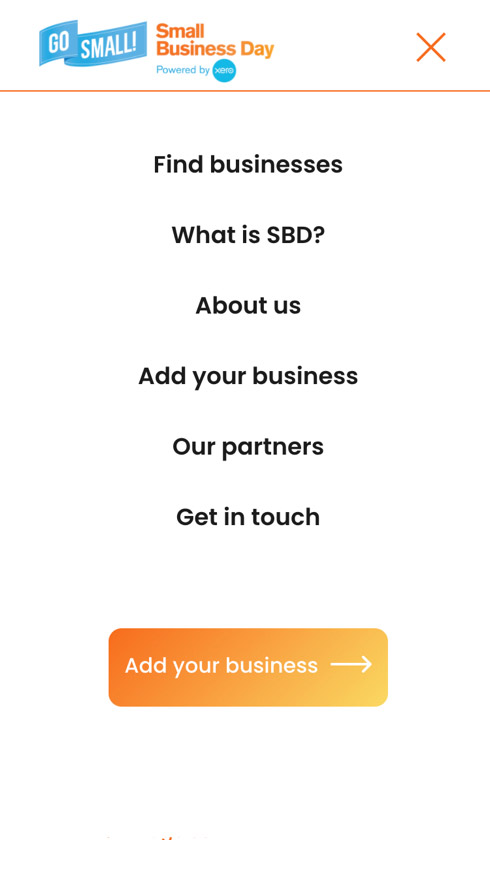 GO SMALL!
Small
Business Day
Powered by xero
Find businesses
What is SBD?
About us
Add your business
Our partners
Get in touch
Add your business